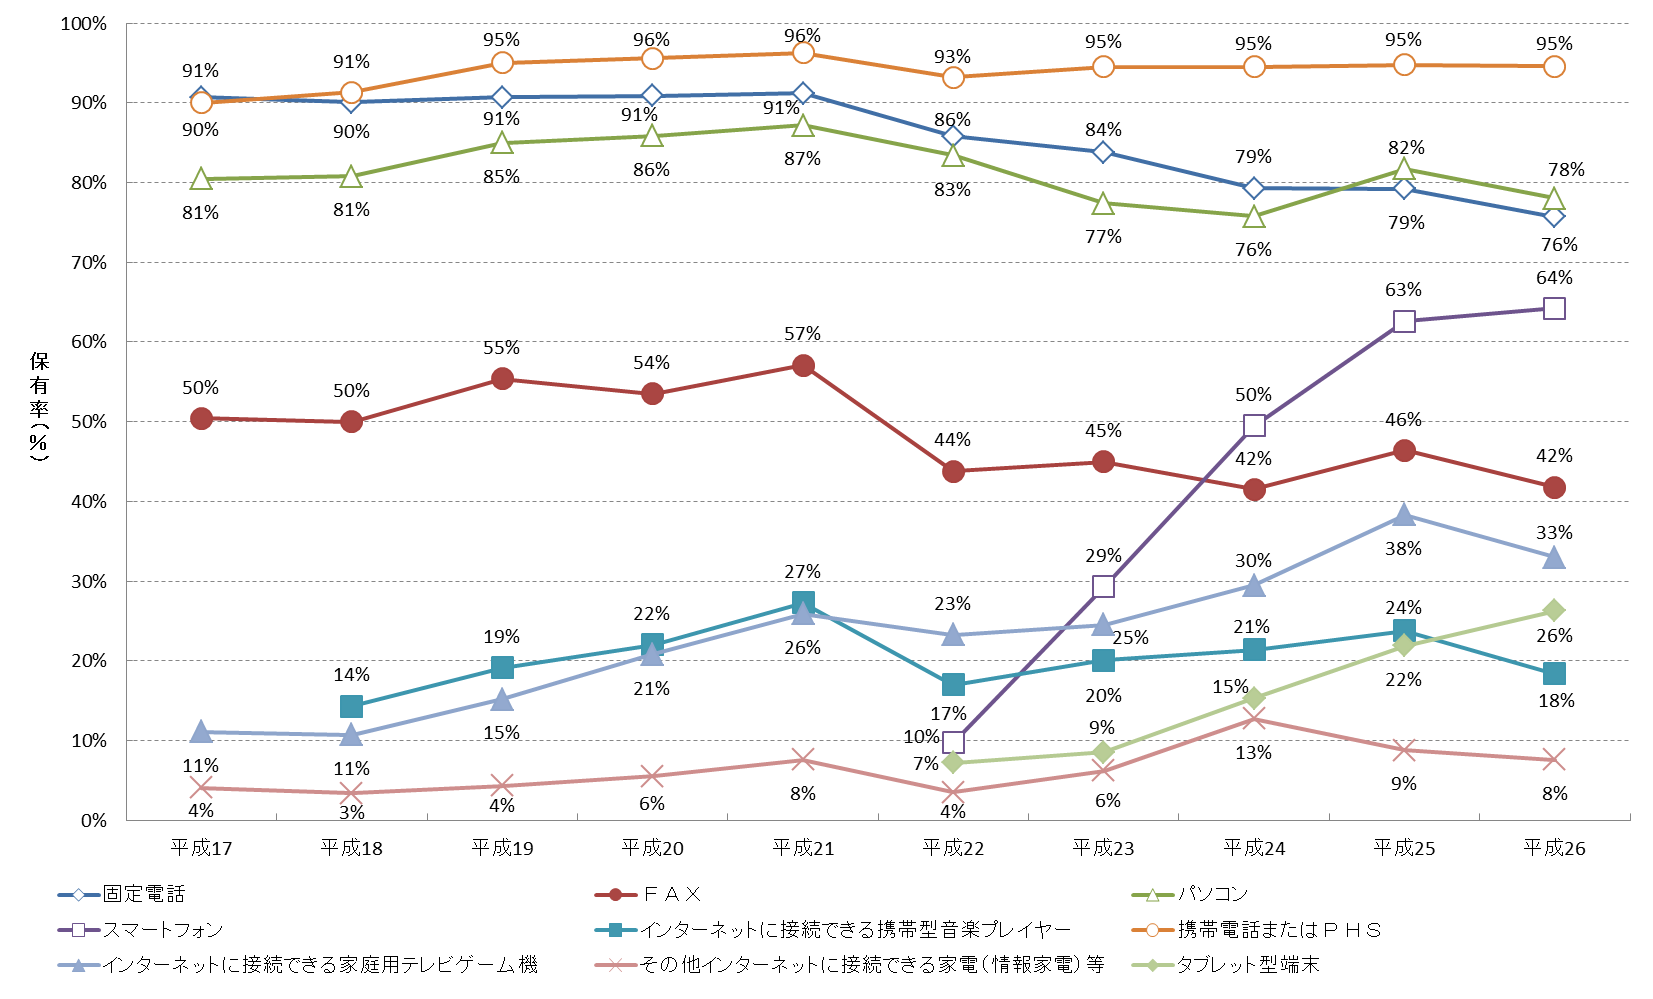 100%
90%
80%
70%
60%
50%
40%
30%
20%
10%
0%
保有率(%)
95% 96% 96% 93% 95% 95% 95% 95%
91% 91%
90% 90% 91% 91% 91% 86% 84% 79% 82% 78%
81% 81% 85% 86% 87% 83% 77% 76% 79% 76%
50% 50% 55% 54% 57% 44% 45% 42% 46% 42%
10% 29% 50% 63% 64%
14% 19% 22% 27% 17% 20% 21% 24% 18%
11% 11% 15% 21% 26% 23% 25% 30% 38% 33%
7% 9% 15% 22% 26%
4% 3% 4% 6% 8% 4% 6% 13% 9% 8%
平成17 平成18 平成19 平成20 平成21 平成22 平成23 平成24 平成25 平成26
固定電話 ＦＡＸ パソコン
スマートフォン インターネットに接続できる携帯型音楽プレイヤー 携帯電話またはＰＨＳ
インターネットに接続できる家庭用テレビゲーム機 その他インターネットに接続できる家電(情報家電)等 タブレット型端末